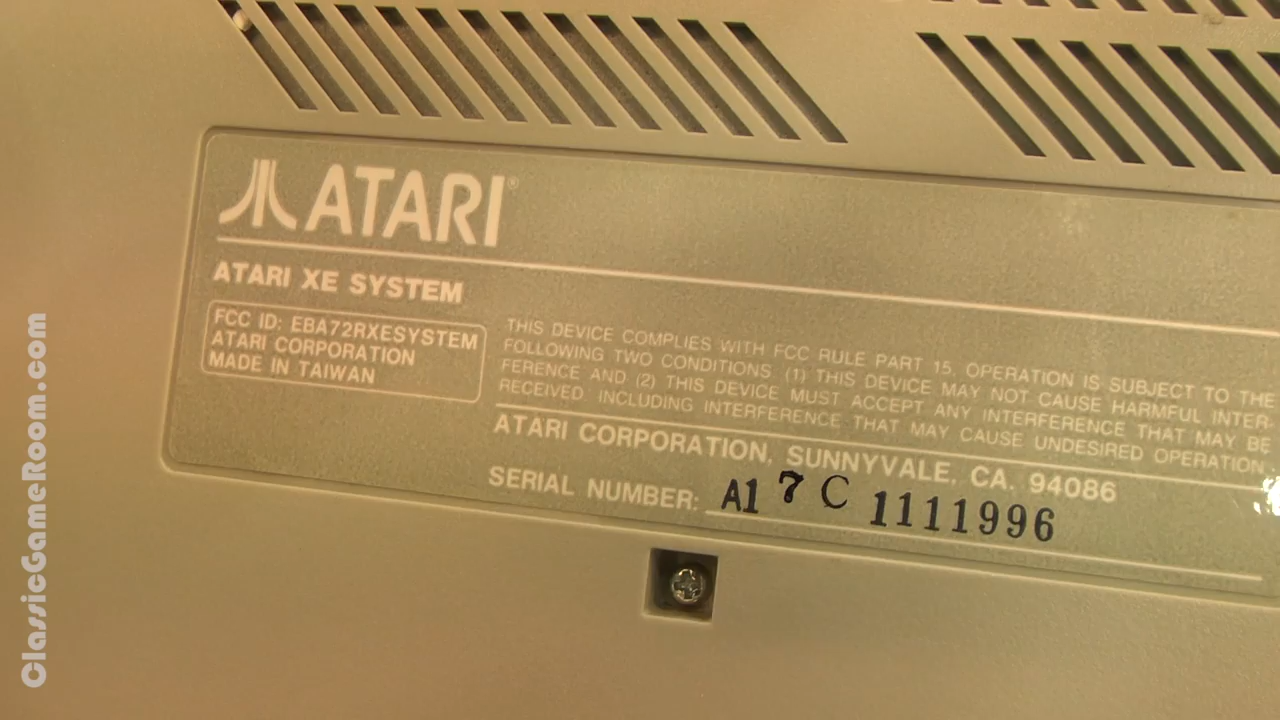 ATARI®
ATARI XE SYSTEM
FCC ID: EBA72RXESYSTEM
ATARI CORPORATION
MADE IN TAIWAN
THIS DEVICE COMPLIES WITH FCC RULE PART 15. OPERATION IS SUBJECT TO THE
FOLLOWING TWO CONDITIONS (1) THIS DEVICE MAY NOT CAUSE HARMFUL INTER-
FERENCE AND (2) THIS DEVICE MUST ACCEPT ANY INTERFERENCE THAT MAY BE
RECEIVED. INCLUDING INTERFERENCE THAT MAY CAUSE UNDESIRED OPERATION.
ATARI CORPORATION, SUNNYVALE, CA. 94086
SERIAL NUMBER: A1 7 C 1111996
ClassicGameRoom.com